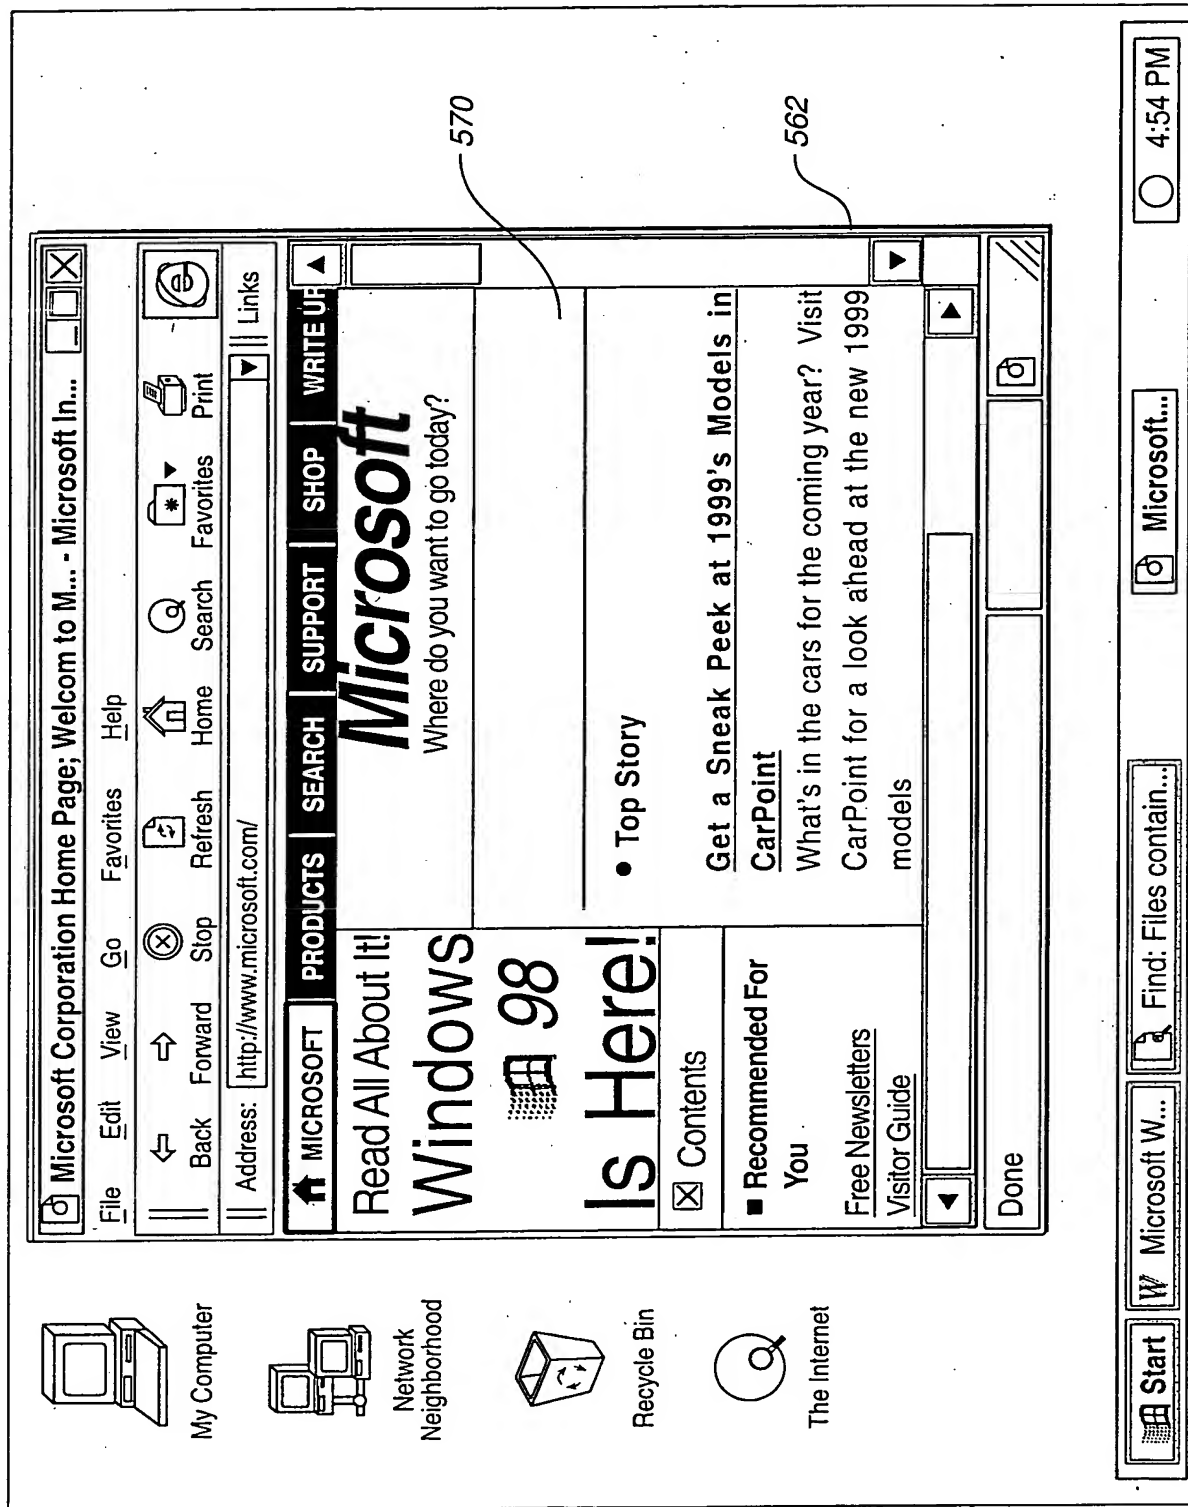 Microsoft Corporation Home Page; Welcom to M... - Microsoft In...
File Edit View Go Favorites Help
Back Forward Stop Refresh Home Search Favorites Print
Address: http://www.microsoft.com/ Links
MICROSOFT PRODUCTS SEARCH SUPPORT SHOP WRITE UP
Read All About It!
Windows
98
Is Here!
Contents
Recommended For
You
Free Newsletters
Visitor Guide
Microsoft
Where do you want to go today?
• Top Story
Get a Sneak Peek at 1999's Models in
CarPoint
What's in the cars for the coming year? Visit
CarPoint for a look ahead at the new 1999
models
Done
570
562
My Computer
Network
Neighborhood
Recycle Bin
The Internet
Start
W Microsoft W...
Find: Files contain...
Microsoft...
4:54 PM